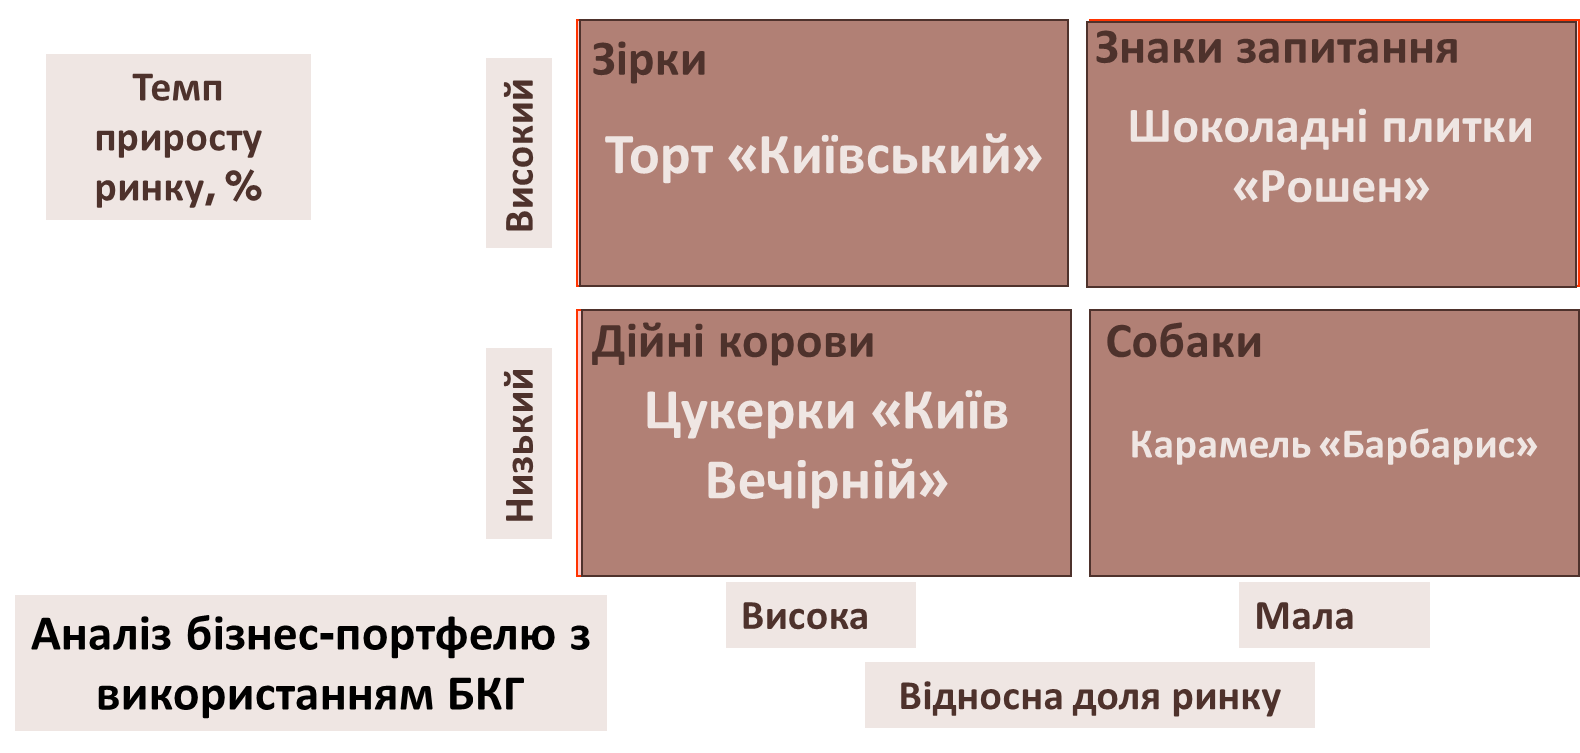 Темп
приросту
ринку, %
Високий
Зірки
Торт «Київський»
Знаки запитання
Шоколадні плитки
«Рошен»
Низький
Дійні корови
Цукерки «Київ
Вечірній»
Собаки
Карамель «Барбарис»
Висока
Мала
Відносна доля ринку
Аналіз бізнес-портфелю з
використанням БКГ